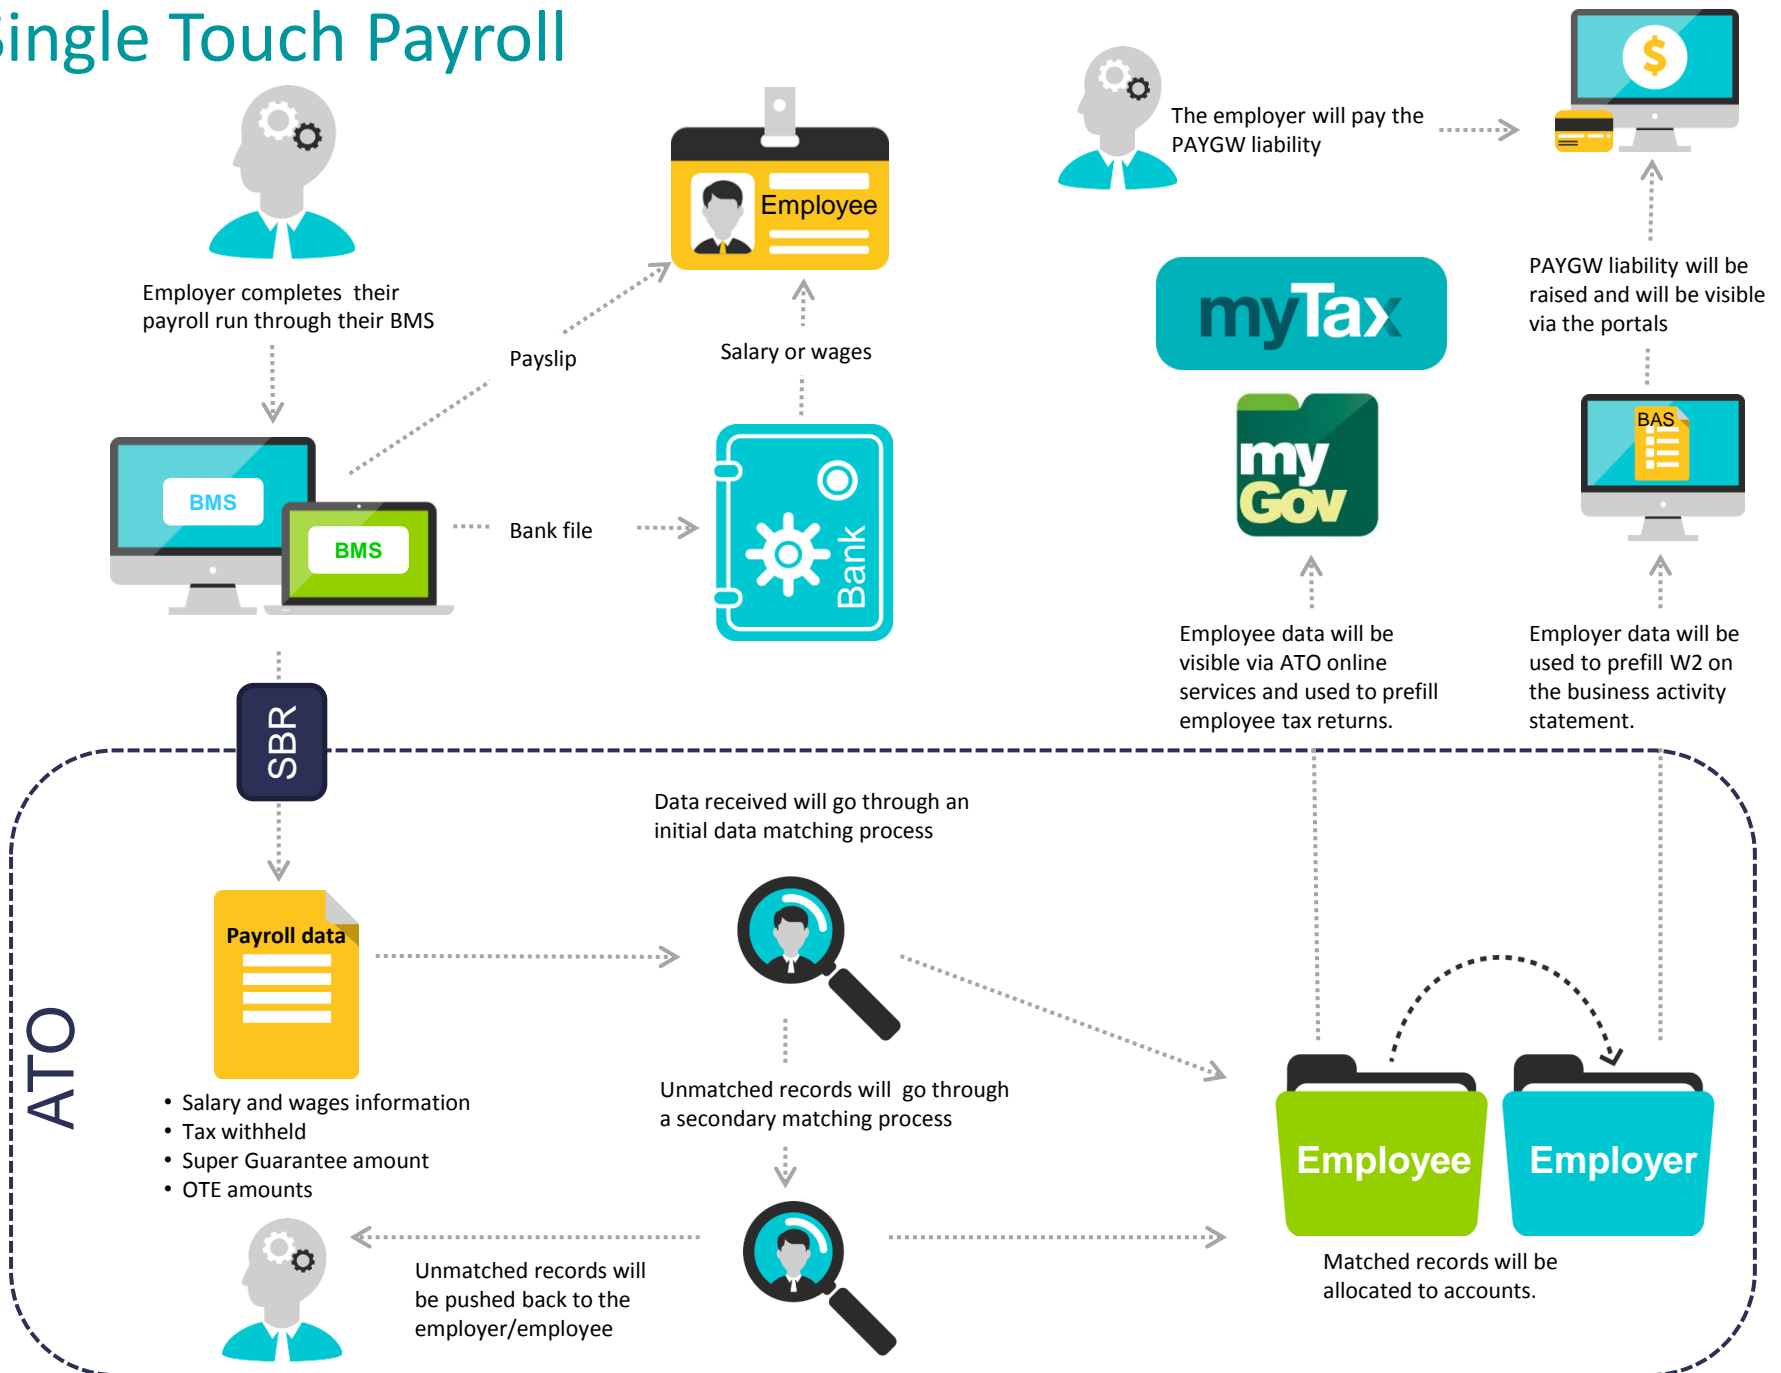 Single Touch Payroll
Employer completes their
payroll run through their BMS
BMS
BMS
Payslip
Bank file
Employee
Salary or wages
Bank
The employer will pay the
PAYGW liability
$
PAYGW liability will be
raised and will be visible
via the portals
myTax
my
Gov
BAS
Employee data will be
visible via ATO online
services and used to prefill
employee tax returns.
Employer data will be
used to prefill W2 on
the business activity
statement.
SBR
ATO
Payroll data
• Salary and wages information
• Tax withheld
• Super Guarantee amount
• OTE amounts
Data received will go through an
initial data matching process
Unmatched records will go through
a secondary matching process
Unmatched records will
be pushed back to the
employer/employee
Employee
Employer
Matched records will be
allocated to accounts.